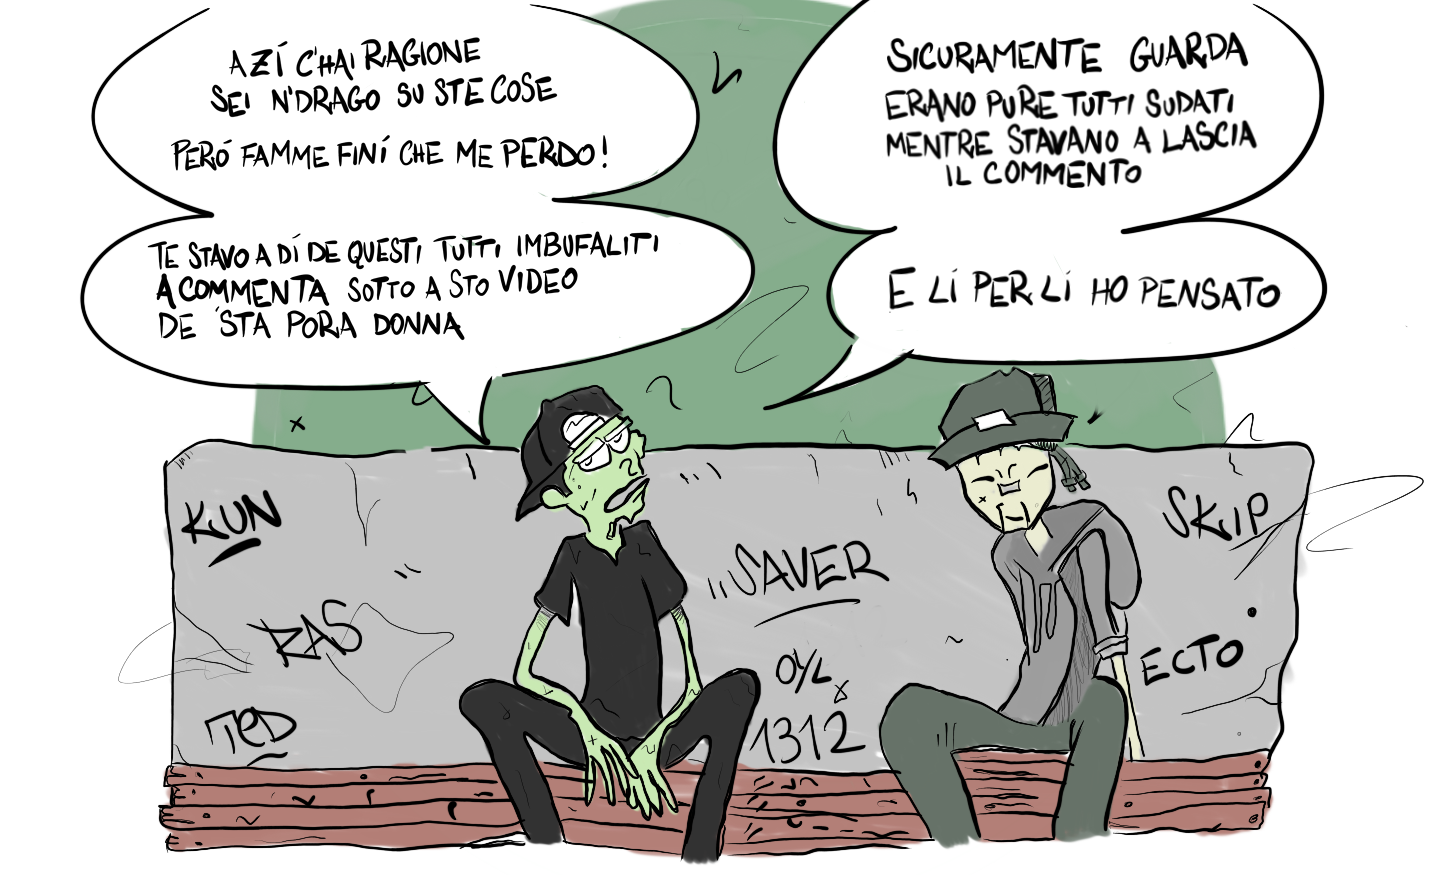 AZÍ C'HAI RAGIONE
SEI N'DRAGO SU STE COSE
PERÓ FAMME FINÍ CHE ME PERDO!
TE STAVO A DÍ DE QUESTI TUTTI IMBUFALITI
A COMMENTA SOTTO A STO VIDEO
DE 'STA PORA DONNA
SICURAMENTE GUARDA
ERANO PURE TUTTI SUDATI
MENTRE STAVANO A LASCIA
IL COMMENTO
E LÍ PER LÍ HO PENSATO
KUN
RAS
TED
SAVER
1312
SKIP
ECTO